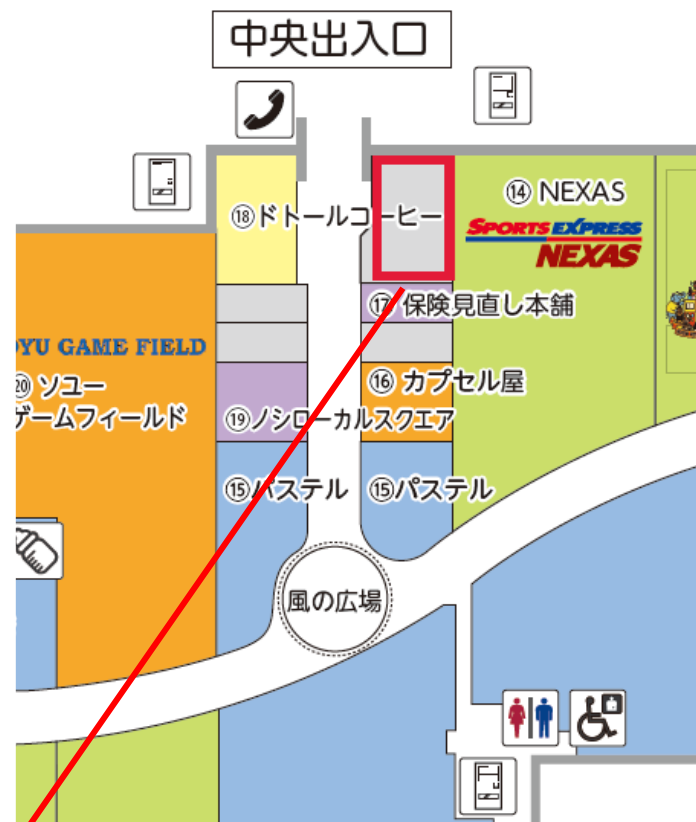 中央出入口
⑭ NEXAS
SPORTS EXPRESS
NEXAS
⑱ドトールコーヒー
⑰ 保険見直し本舗
YU GAME FIELD
⑳ ソユー
ゲームフィールド
⑯ カプセル屋
⑲ノシローカルスクエア
⑮パステル
⑮パステル
風の広場